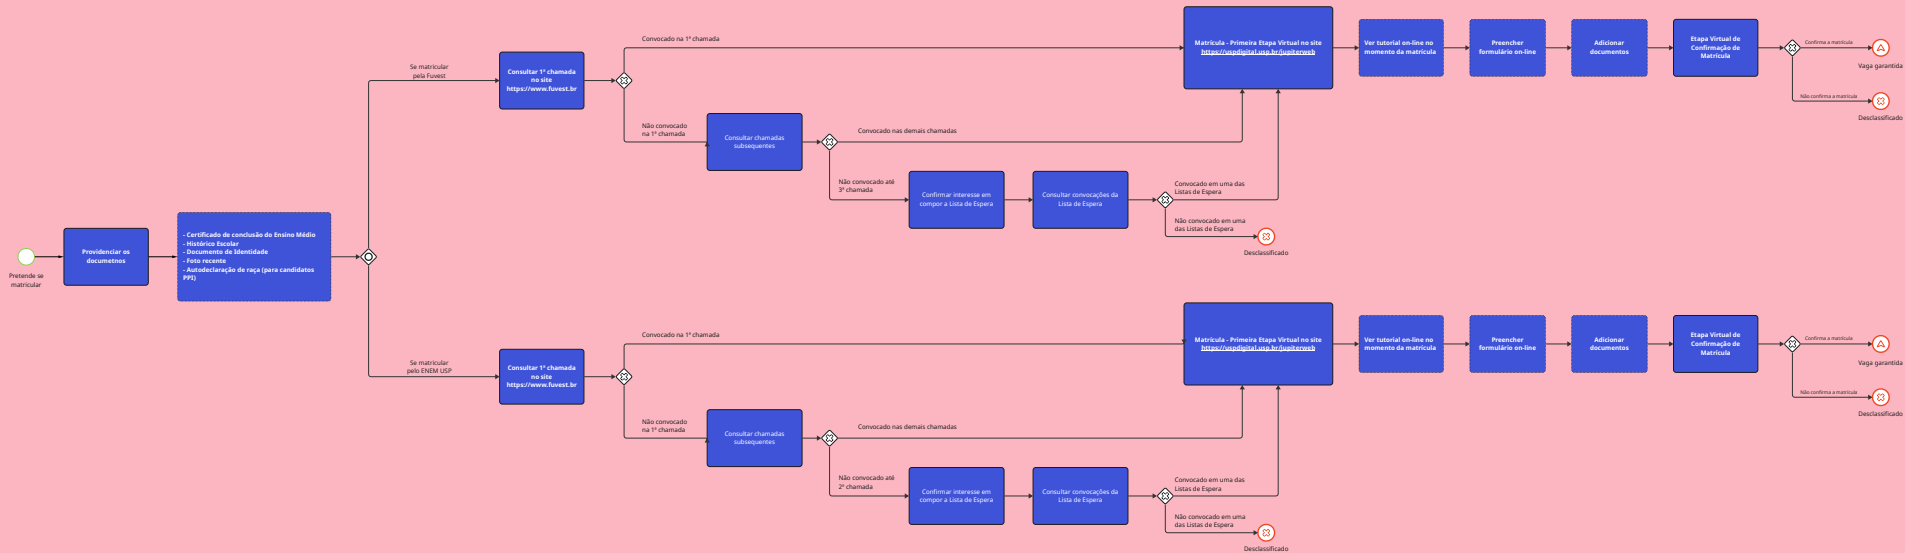 Pretende se
matricular
Providenciar os
documetnos
- Certificado de conclusão do Ensino Médio
- Histórico Escolar
- Documento de Identidade
- Foto recente
- Autodeclaração de raça (para candidatos
PPI)
Se matricular
pela Fuvest
Consultar 1ª chamada
no site
https://www.fuvest.br
Convocado na 1ª chamada
Não convocado
na 1ª chamada
Consultar chamadas
subsequentes
Convocado nas demais chamadas
Não convocado até
3ª chamada
Confirmar interesse em
compor a Lista de Espera
Consultar convocações da
Lista de Espera
Convocado em uma das
Listas de Espera
Não convocado em uma
das Listas de Espera
Desclassificado
Matrícula - Primeira Etapa Virtual no site
https://uspdigital.usp.br/jupiterweb
Ver tutorial on-line no
momento da matrícula
Preencher
formulário on-line
Adicionar
documentos
Etapa Virtual de
Confirmação de
Matrícula
Confirma a matrícula
Vaga garantida
Não confirma a matrícula
Desclassificado
Se matricular
pelo ENEM USP
Consultar 1ª chamada
no site
https://www.fuvest.br
Convocado na 1ª chamada
Não convocado
na 1ª chamada
Consultar chamadas
subsequentes
Convocado nas demais chamadas
Não convocado até
2ª chamada
Confirmar interesse em
compor a Lista de Espera
Consultar convocações da
Lista de Espera
Convocado em uma das
Listas de Espera
Não convocado em uma
das Listas de Espera
Desclassificado
Matrícula - Primeira Etapa Virtual no site
https://uspdigital.usp.br/jupiterweb
Ver tutorial on-line no
momento da matrícula
Preencher
formulário on-line
Adicionar
documentos
Etapa Virtual de
Confirmação de
Matrícula
Confirma a matrícula
Vaga garantida
Não confirma a matrícula
Desclassificado